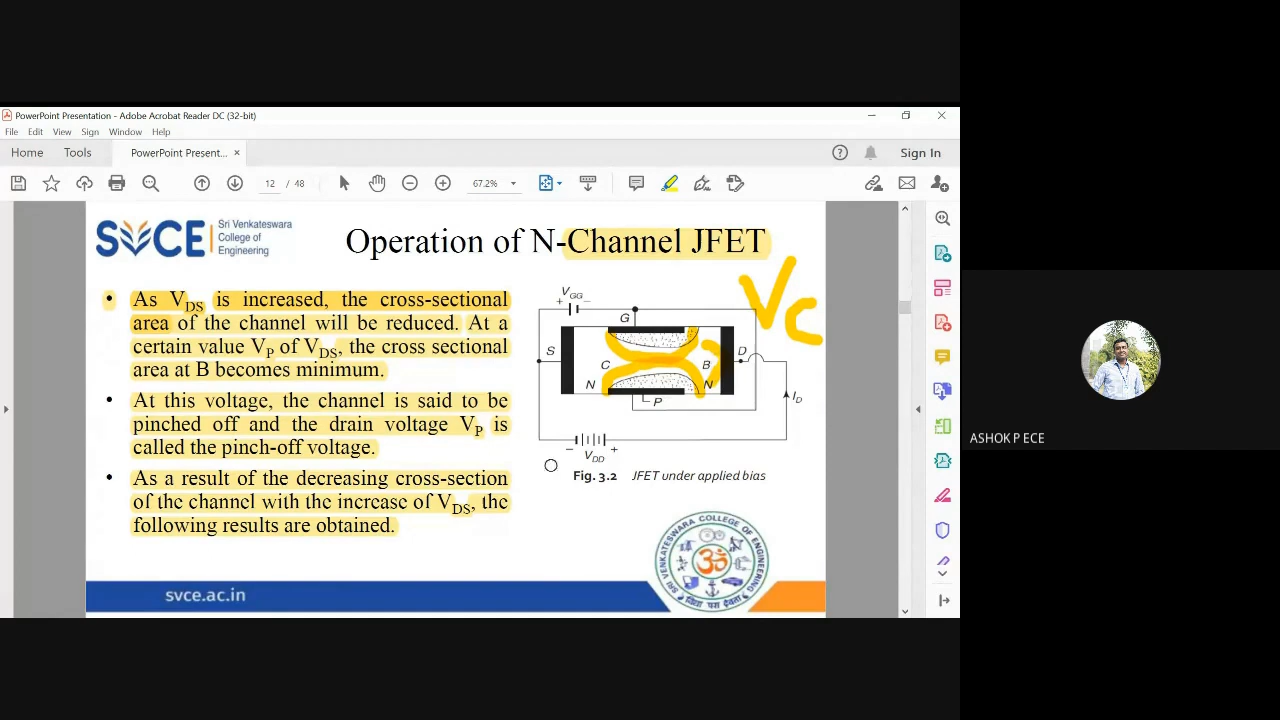 PowerPoint Presentation - Adobe Acrobat Reader DC (32-bit)
File Edit View Window Help
Home Tools PowerPoint Present... × Sign In
12 / 48 67.2%
SVCE Sri Venkateswara
College of
Engineering
Operation of N-Channel JFET
• As VDS is increased, the cross-sectional
area of the channel will be reduced. At a
certain value VP of VDS, the cross sectional
area at B becomes minimum.
• At this voltage, the channel is said to be
pinched off and the drain voltage VP is
called the pinch-off voltage.
• As a result of the decreasing cross-section
of the channel with the increase of VDS, the
following results are obtained.
VC
VGG
+ −
G
S C B D
N N
P
ID
− +
VDD
Fig. 3.2 JFET under applied bias
SRI VENKATESWARA COLLEGE OF ENGINEERING
ॐ
svce.ac.in
ASHOK P ECE